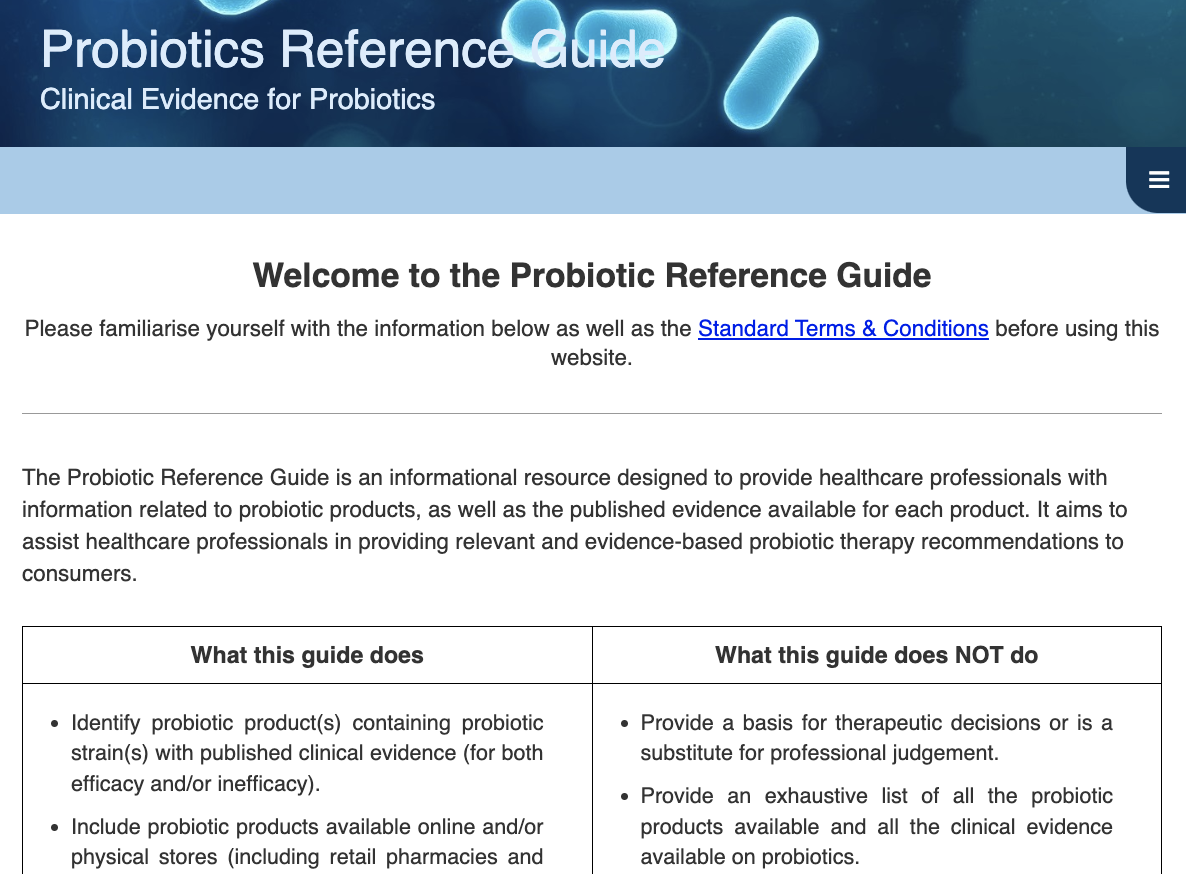 Probiotics Reference Guide
Clinical Evidence for Probiotics
Welcome to the Probiotic Reference Guide
Please familiarise yourself with the information below as well as the Standard Terms & Conditions before using this
website.
The Probiotic Reference Guide is an informational resource designed to provide healthcare professionals with
information related to probiotic products, as well as the published evidence available for each product. It aims to
assist healthcare professionals in providing relevant and evidence-based probiotic therapy recommendations to
consumers.
What this guide does
• Identify probiotic product(s) containing probiotic
strain(s) with published clinical evidence (for both
efficacy and/or inefficacy).
• Include probiotic products available online and/or
physical stores (including retail pharmacies and
What this guide does NOT do
• Provide a basis for therapeutic decisions or is a
substitute for professional judgement.
• Provide an exhaustive list of all the probiotic
products available and all the clinical evidence
available on probiotics.